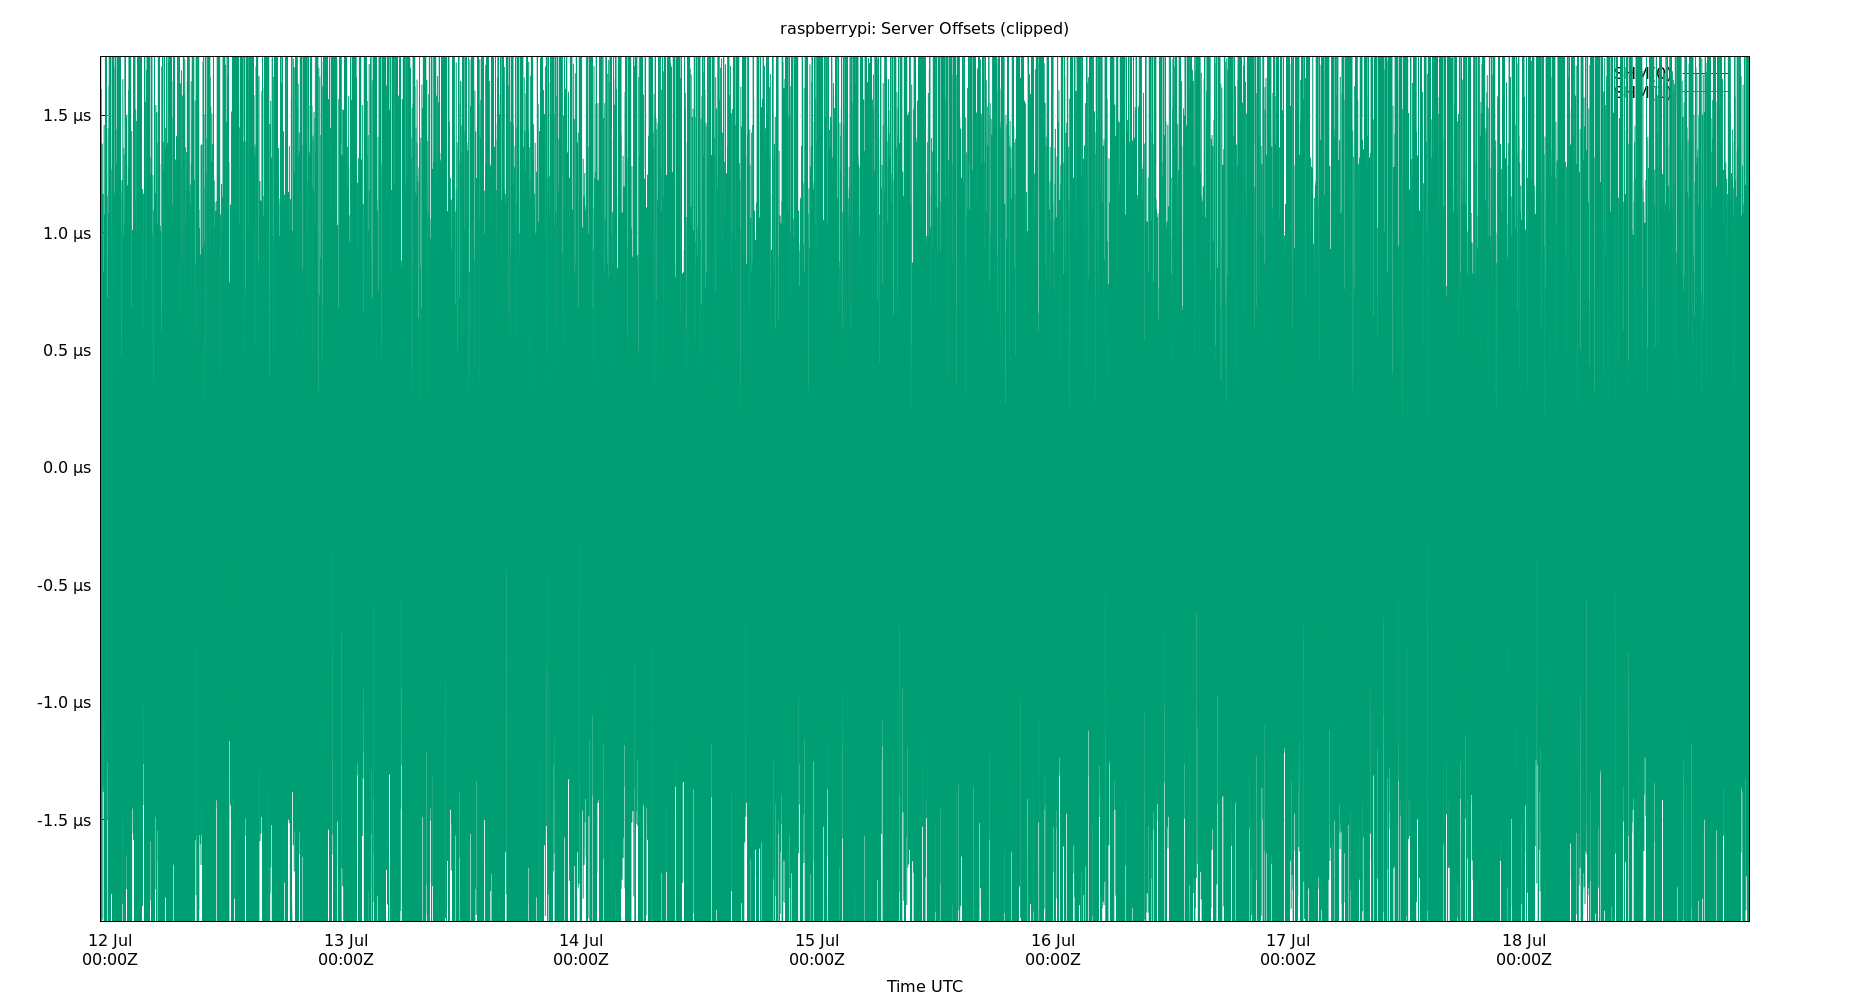 raspberrypi: Server Offsets (clipped)
SHM(0)
1.5 µs
1.0 µs
0.5 µs
0.0 µs
-0.5 µs
-1.0 µs
-1.5 µs
12 Jul 13 Jul 14 Jul 15 Jul 16 Jul 17 Jul 18 Jul
00:00Z 00:00Z 00:00Z 00:00Z 00:00Z 00:00Z 00:00Z
Time UTC